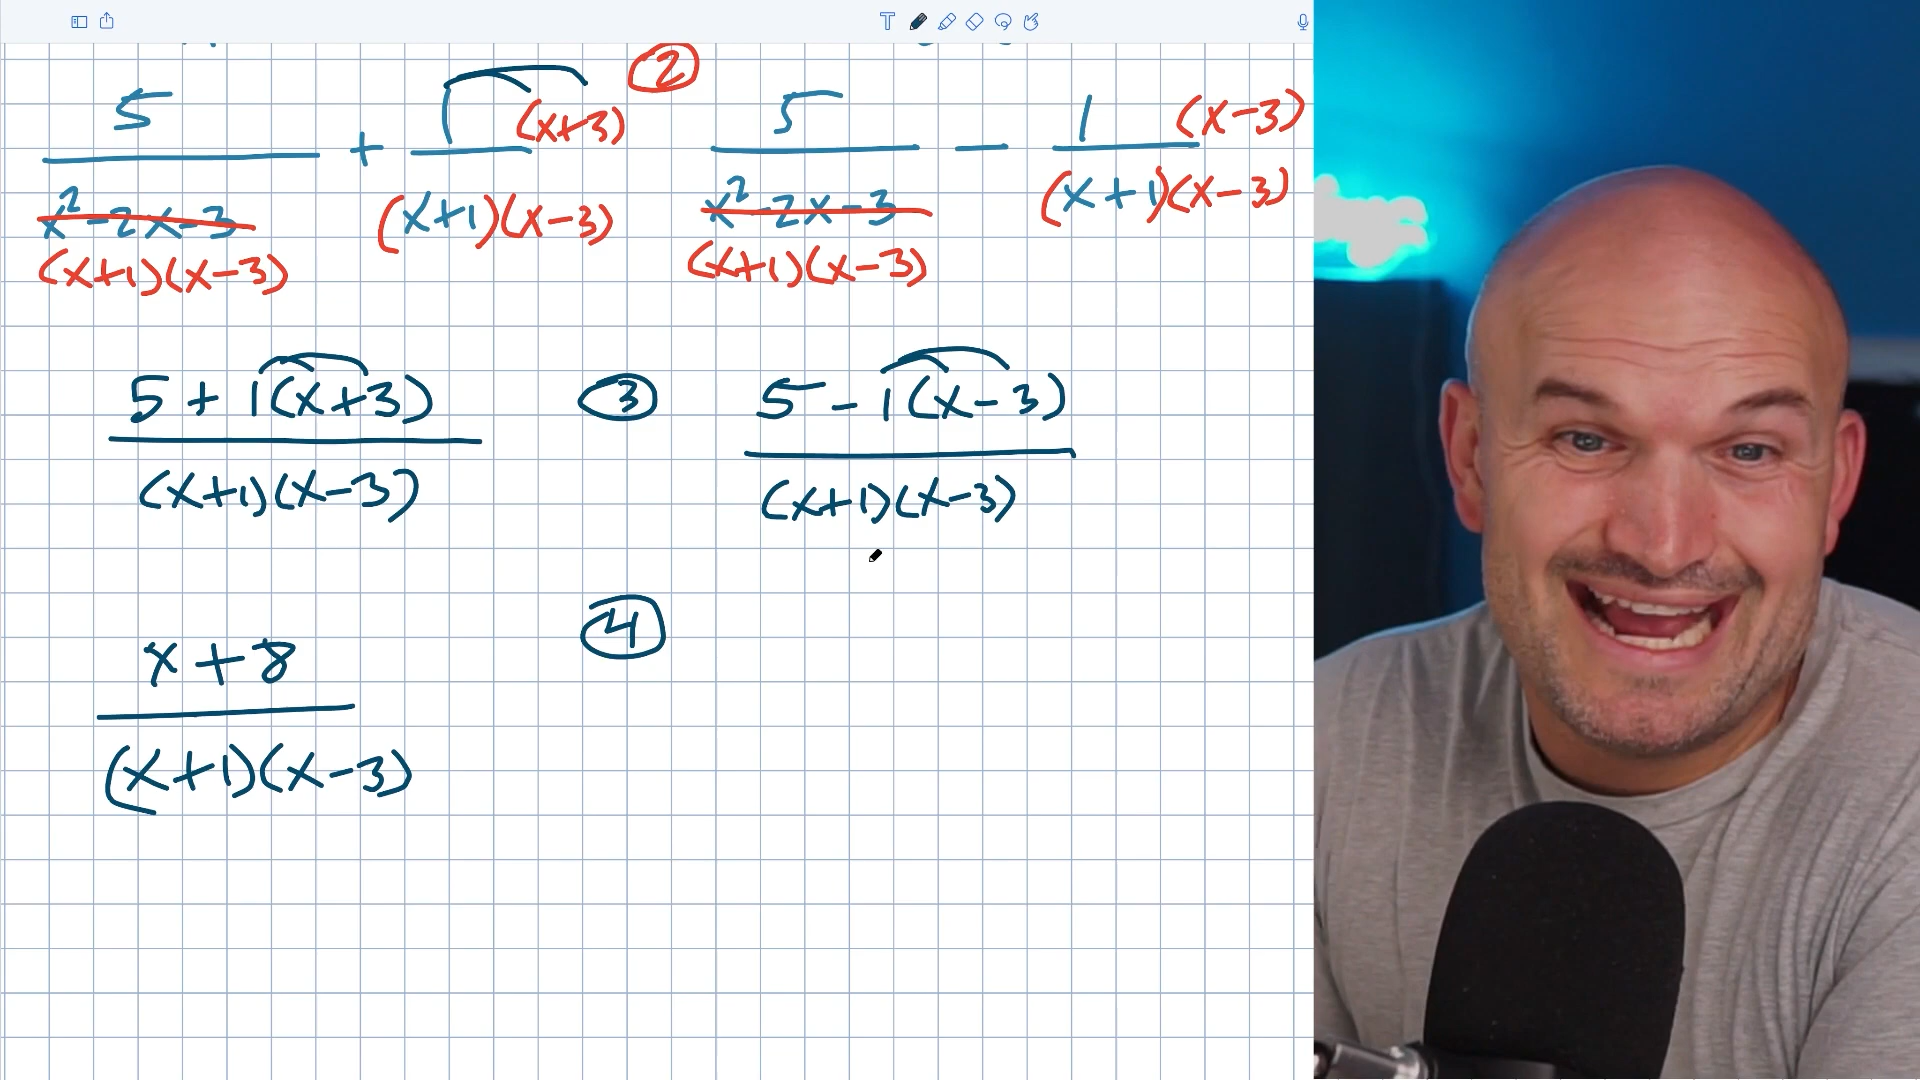 ②
5 / x² - 2x - 3 (x+1)(x-3) + 1(x+3) / (x+1)(x-3)
5 / x² - 2x - 3 (x+1)(x-3) - 1(x-3) / (x+1)(x-3)
5 + 1(x+3) / (x+1)(x-3)
③
5 - 1(x-3) / (x+1)(x-3)
④
x + 8 / (x+1)(x-3)